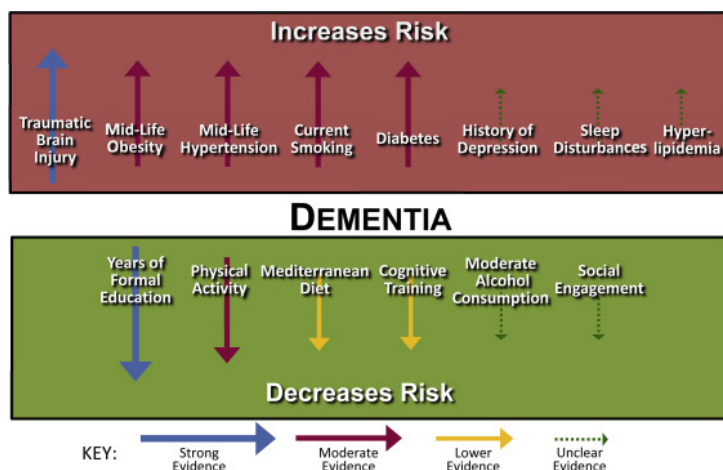 Increases Risk
Traumatic
Brain
Injury
Mid-Life
Obesity
Mid-Life
Hypertension
Current
Smoking
Diabetes
History of
Depression
Sleep
Disturbances
Hyper-
lipidemia
DEMENTIA
Years of
Formal
Education
Physical
Activity
Mediterranean
Diet
Cognitive
Training
Moderate
Alcohol
Consumption
Social
Engagement
Decreases Risk
KEY:
Strong
Evidence
Moderate
Evidence
Lower
Evidence
Unclear
Evidence